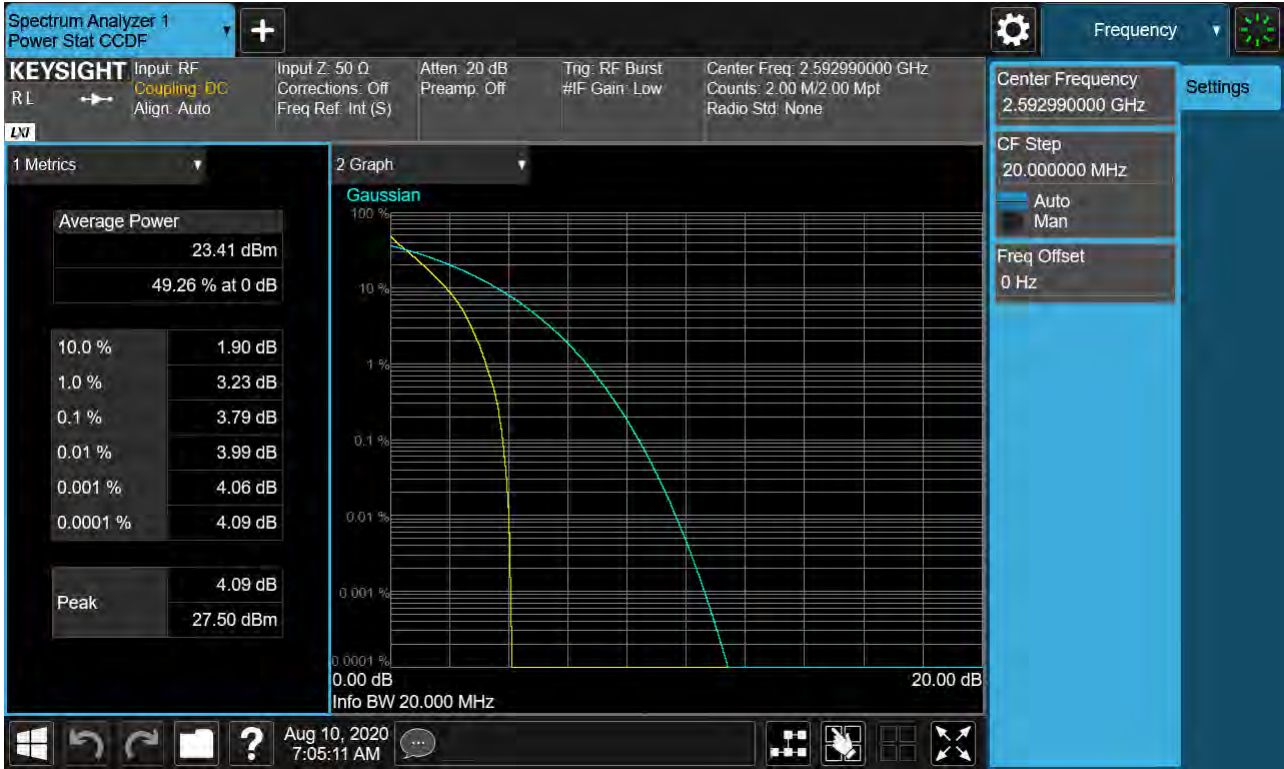 Spectrum Analyzer 1
Power Stat CCDF
Frequency
KEYSIGHT
R L
LXI
Input: RF
Coupling: DC
Align: Auto
Input Z: 50 Ω
Corrections: Off
Freq Ref: Int (S)
Atten: 20 dB
Preamp: Off
Trig: RF Burst
#IF Gain: Low
Center Freq: 2.592990000 GHz
Counts: 2.00 M/2.00 Mpt
Radio Std: None
Center Frequency
2.592990000 GHz
Settings
CF Step
20.000000 MHz
Auto
Man
Freq Offset
0 Hz
1 Metrics
Average Power
23.41 dBm
49.26 % at 0 dB
10.0 % 1.90 dB
1.0 % 3.23 dB
0.1 % 3.79 dB
0.01 % 3.99 dB
0.001 % 4.06 dB
0.0001 % 4.09 dB
Peak
4.09 dB
27.50 dBm
2 Graph
Gaussian
100 %
10 %
1 %
0.1 %
0.01 %
0.001 %
0.0001 %
0.00 dB 20.00 dB
Info BW 20.000 MHz
?
Aug 10, 2020
7:05:11 AM